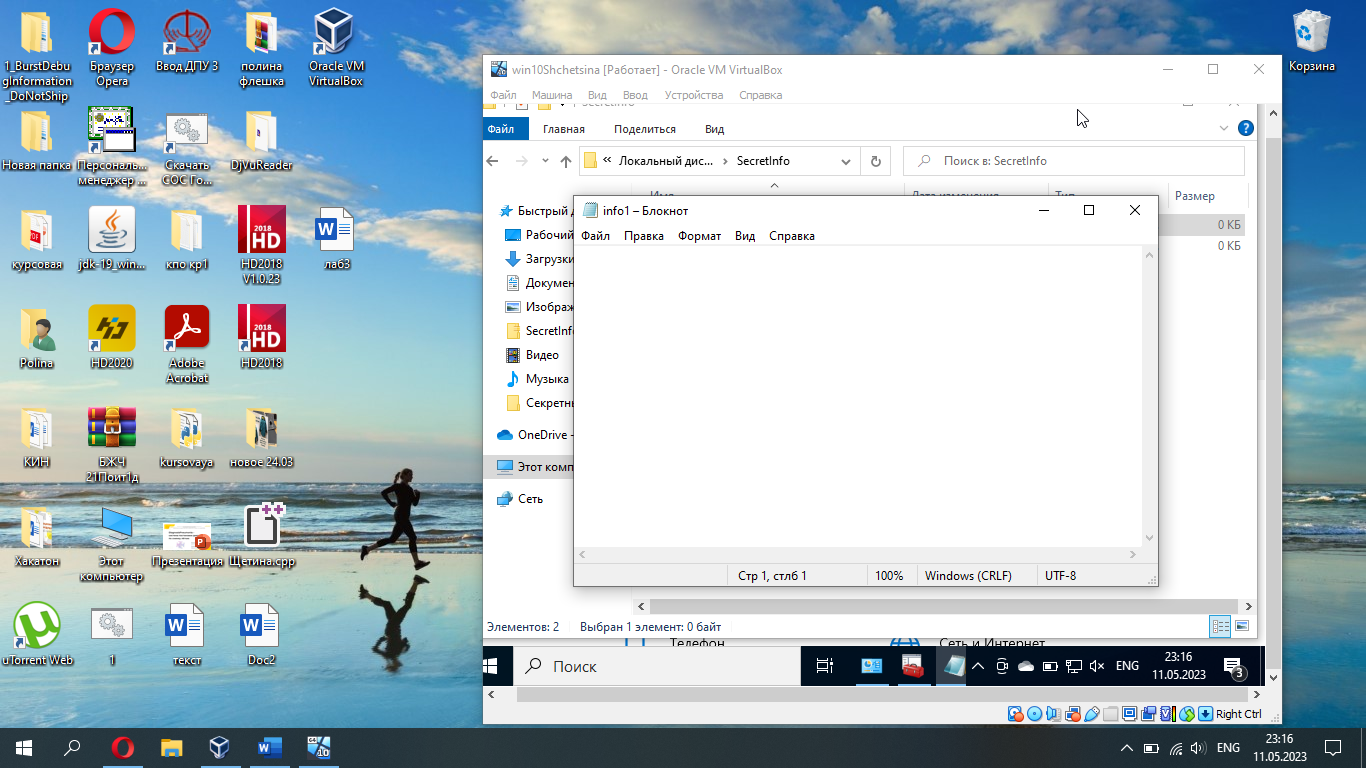 1_BurstDebu
gInformation
_DoNotShip
Браузер
Opera
Ввод ДПУ 3
полина
флешка
Oracle VM
VirtualBox
Корзина
Новая папка
Персональ...
менеджер ...
Скачать
СОС Го...
DjVuReader
курсовая
jdk-19_win...
кпо кр1
HD2018
V1.0.23
лаб3
Polina
HD2020
Adobe
Acrobat
HD2018
КИН
БЖЧ
21Поит1д
kursovaya
новое 24.03
Хакатон
Этот
компьютер
Презентация
Щетина.cpp
uTorrent Web
1
текст
Doc2
win10Shchetsina [Работает] - Oracle VM VirtualBox
Файл Машина Вид Ввод Устройства Справка
SecretInfo
Файл Главная Поделиться Вид
« Локальный дис... › SecretInfo
Поиск в: SecretInfo
Имя Дата изменения Тип Размер
0 КБ
0 КБ
Быстрый д
Рабочий
Загрузки
Докумен
Изображ
SecretInfo
Видео
Музыка
Секретн
OneDrive -
Этот комп
Сеть
info1 – Блокнот
Файл Правка Формат Вид Справка
Стр 1, стлб 1 100% Windows (CRLF) UTF-8
Элементов: 2 Выбран 1 элемент: 0 байт
Телефон Сеть и Интернет
Поиск
ENG
23:16
11.05.2023
3
Right Ctrl
ENG
23:16
11.05.2023